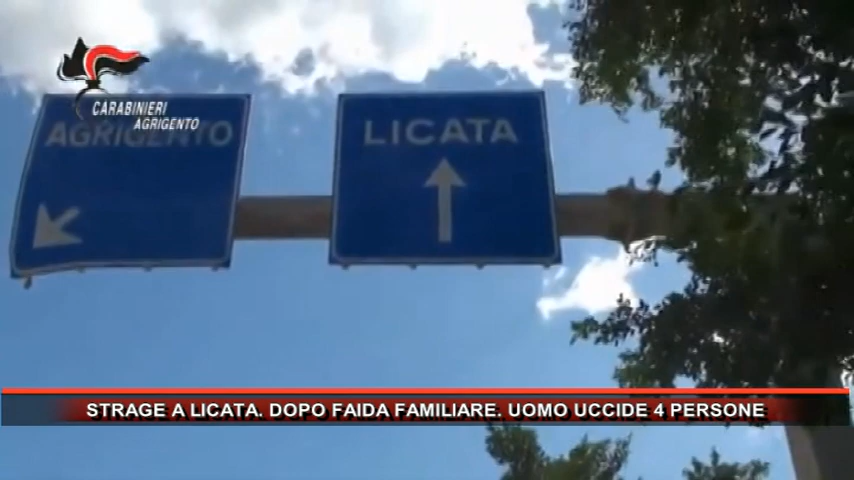 CARABINIERI
AGRIGENTO
AGRIGENTO
LICATA
STRAGE A LICATA. DOPO FAIDA FAMILIARE. UOMO UCCIDE 4 PERSONE